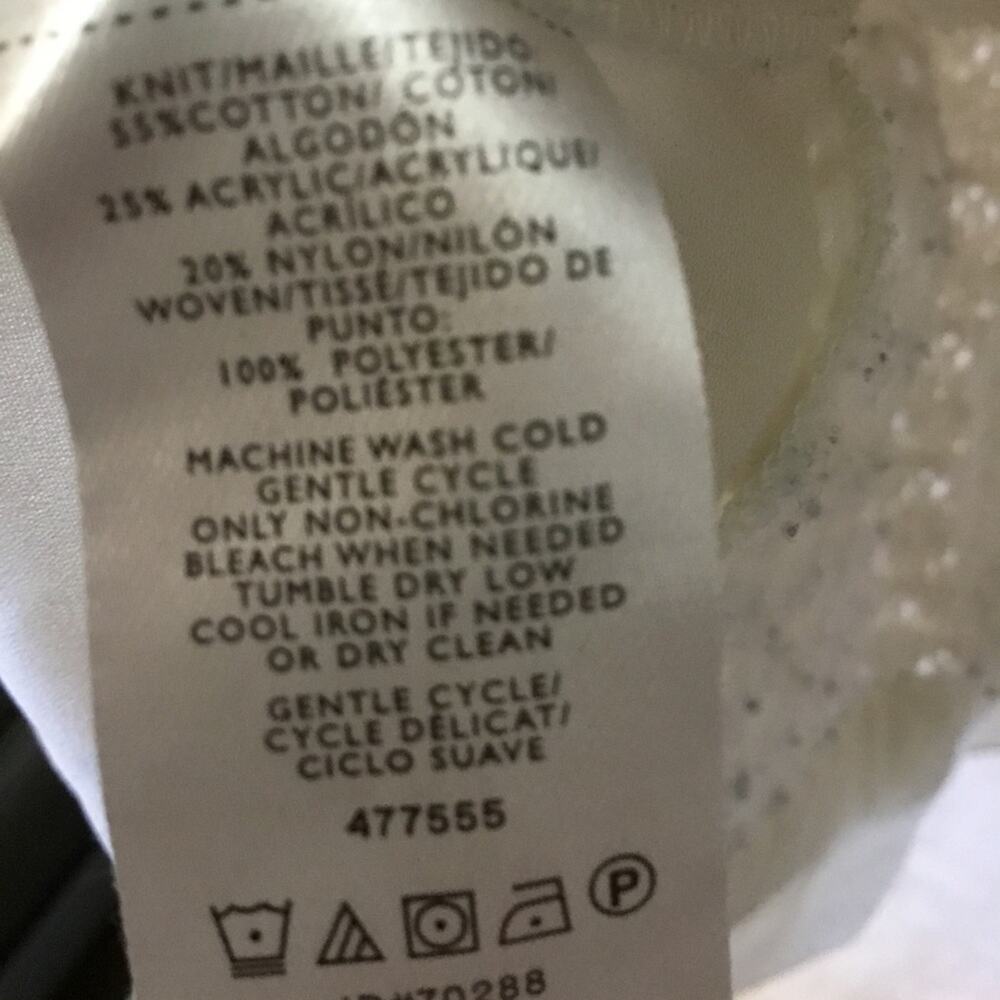 KNIT/MAILLE/TEJIDO
55%COTTON/ COTON/
ALGODÓN
25% ACRYLIC/ACRYLIQUE/
ACRÍLICO
20% NYLON/NILÓN
WOVEN/TISSÉ/TEJIDO DE
PUNTO:
100% POLYESTER/
POLIÉSTER
MACHINE WASH COLD
GENTLE CYCLE
ONLY NON-CHLORINE
BLEACH WHEN NEEDED
TUMBLE DRY LOW
COOL IRON IF NEEDED
OR DRY CLEAN
GENTLE CYCLE/
CYCLE DÉLICAT/
CICLO SUAVE
477555
P
70288